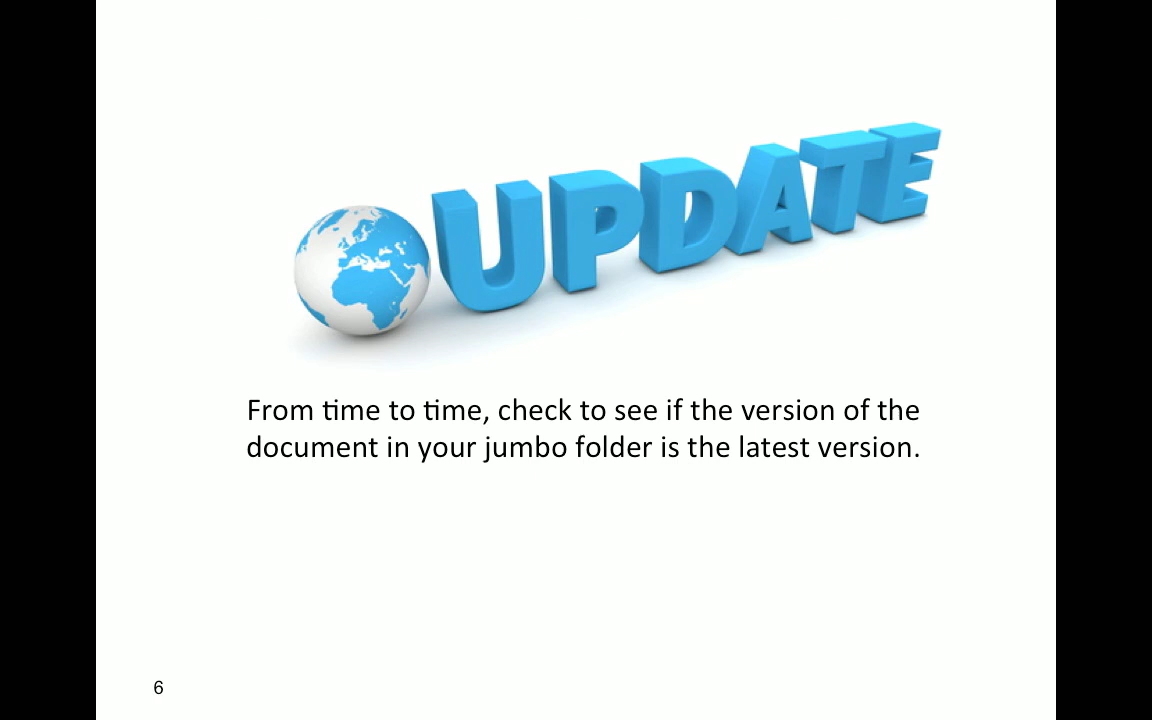 UPDATE
From time to time, check to see if the version of the
document in your jumbo folder is the latest version.
6